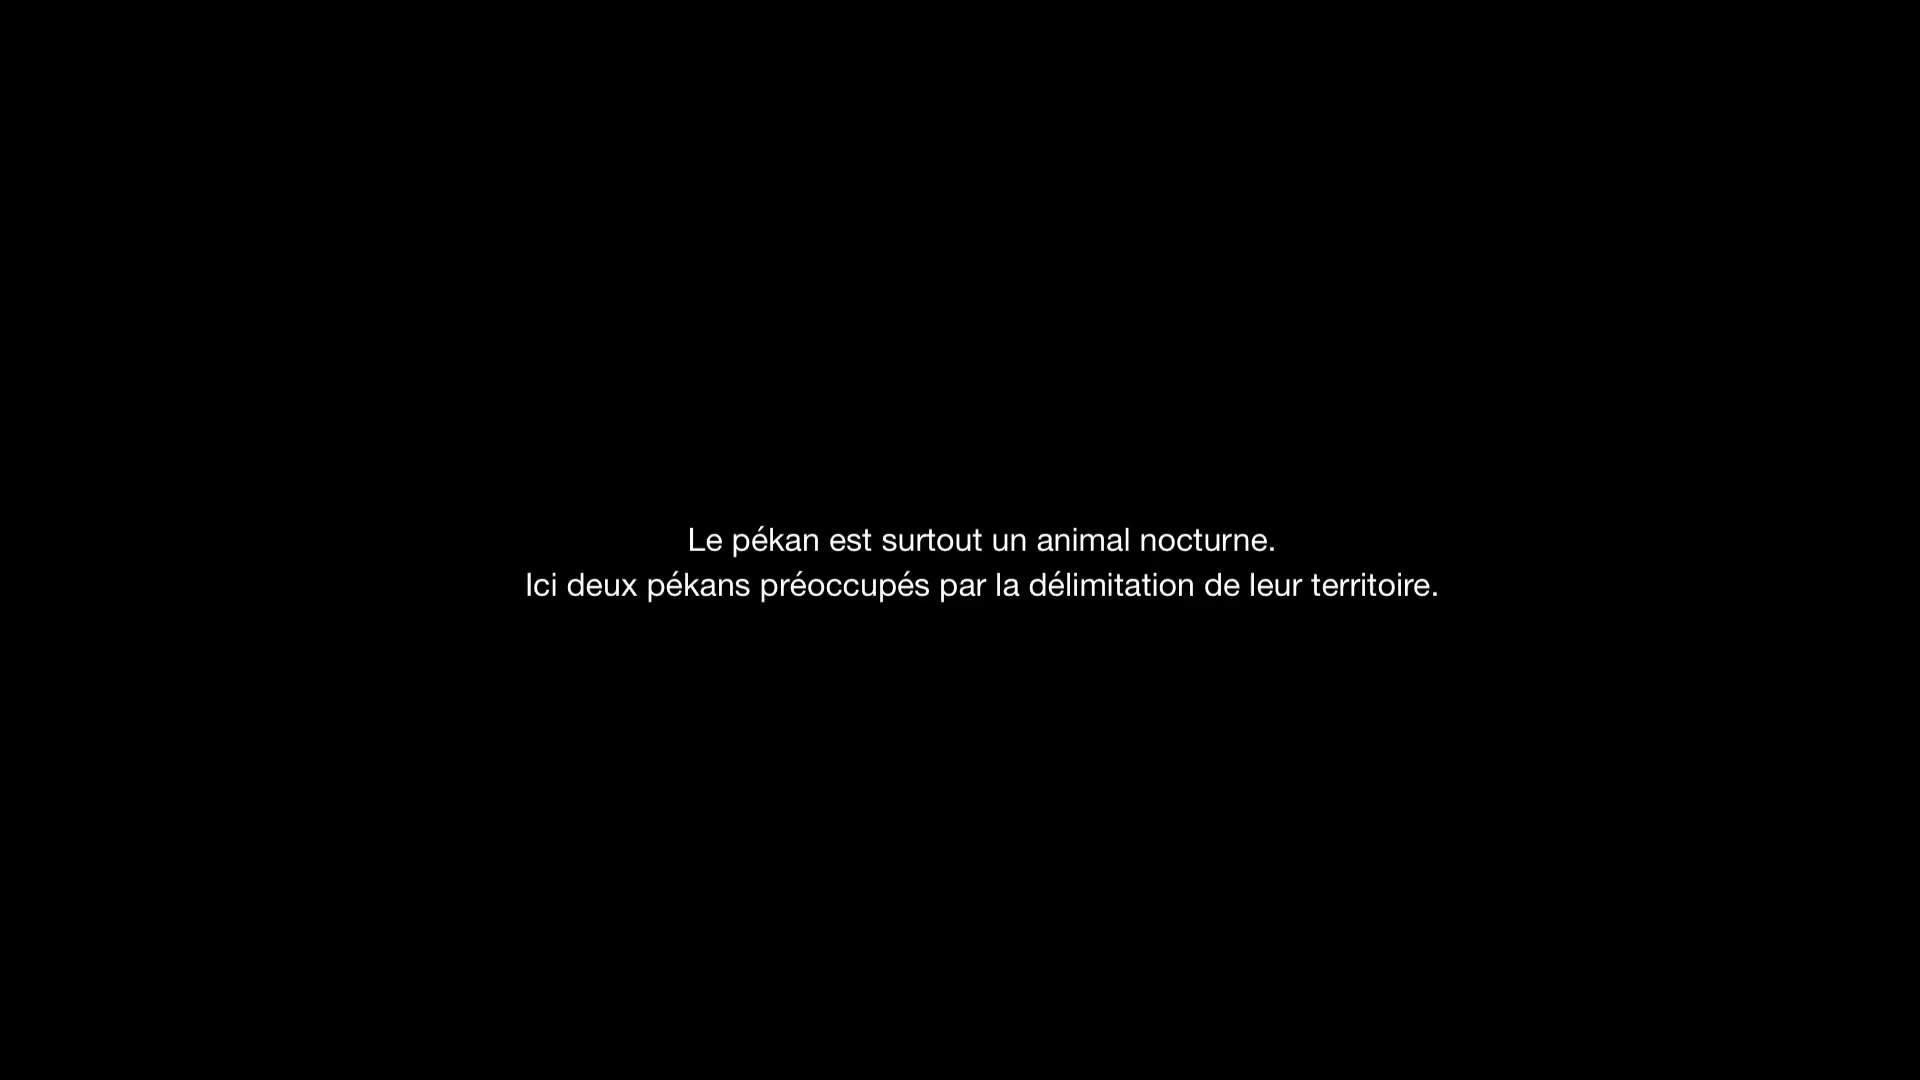 Le pékan est surtout un animal nocturne.
Ici deux pékans préoccupés par la délimitation de leur territoire.